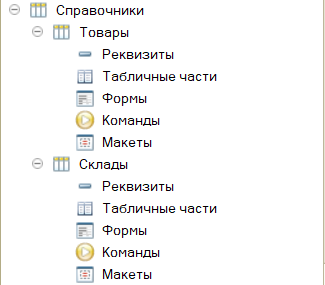 Справочники
Товары
Реквизиты
Табличные части
Формы
Команды
Макеты
Склады
Реквизиты
Табличные части
Формы
Команды
Макеты